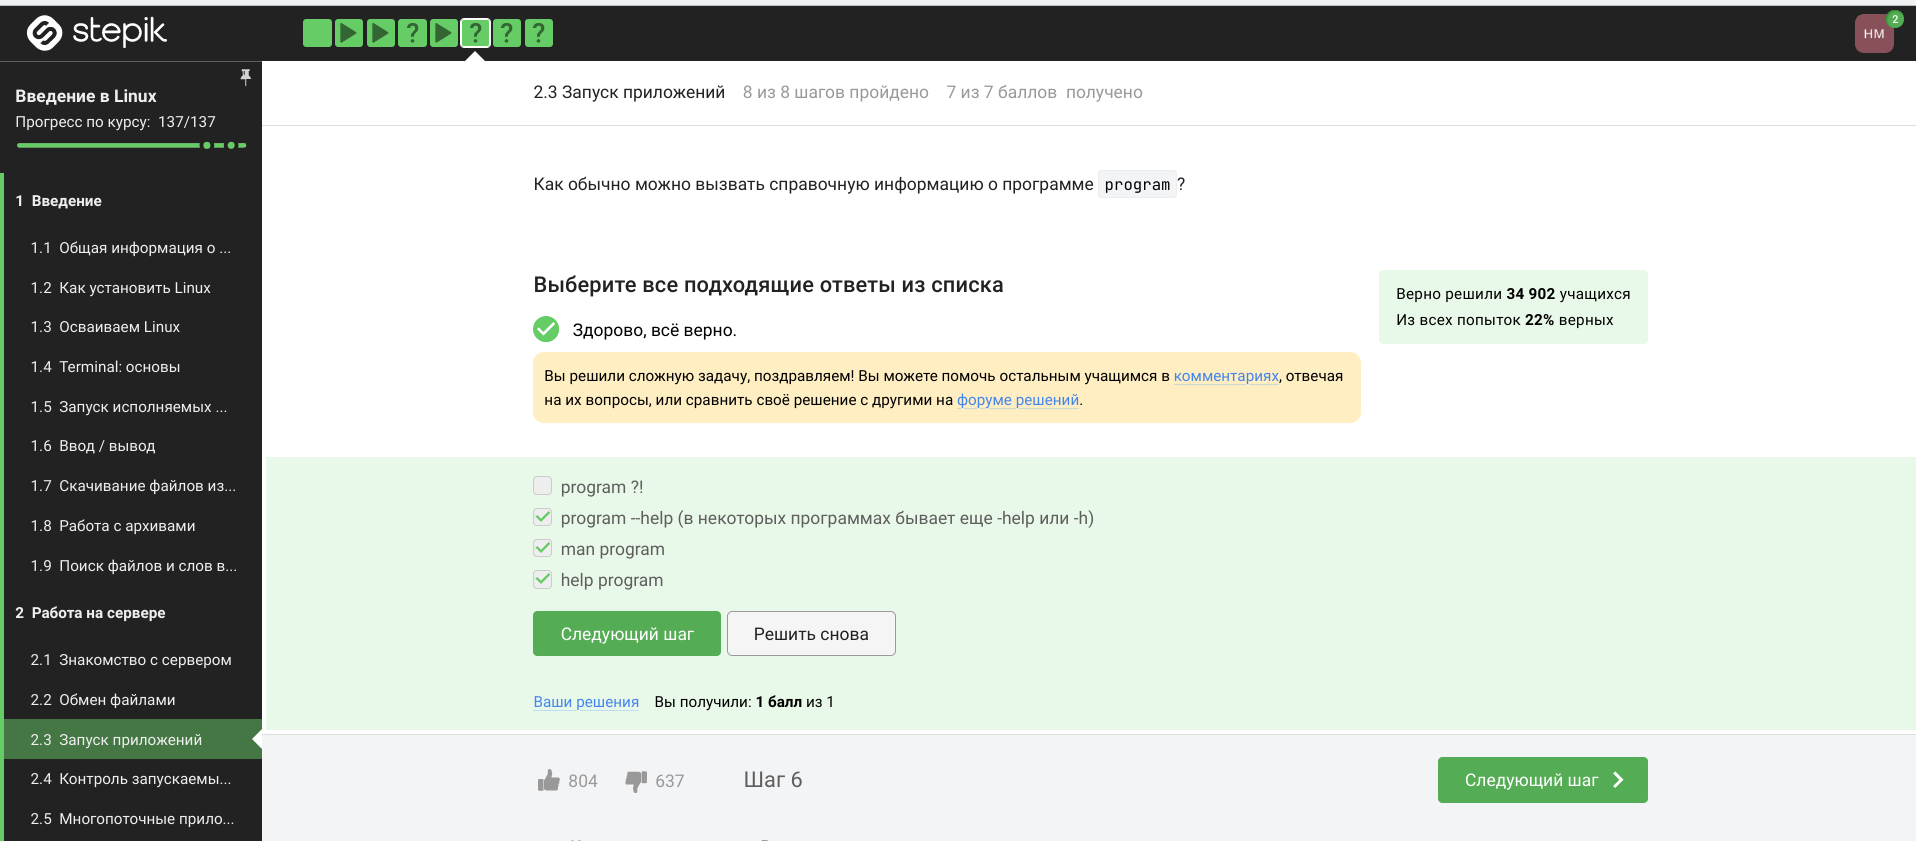 stepik
? ? ? ?
НМ
2
Введение в Linux
Прогресс по курсу: 137/137
1 Введение
1.1 Общая информация о ...
1.2 Как установить Linux
1.3 Осваиваем Linux
1.4 Terminal: основы
1.5 Запуск исполняемых ...
1.6 Ввод / вывод
1.7 Скачивание файлов из...
1.8 Работа с архивами
1.9 Поиск файлов и слов в...
2 Работа на сервере
2.1 Знакомство с сервером
2.2 Обмен файлами
2.3 Запуск приложений
2.4 Контроль запускаемы...
2.5 Многопоточные прило...
2.3 Запуск приложений 8 из 8 шагов пройдено 7 из 7 баллов получено
Как обычно можно вызвать справочную информацию о программе program?
Выберите все подходящие ответы из списка
Здорово, всё верно.
Вы решили сложную задачу, поздравляем! Вы можете помочь остальным учащимся в комментариях, отвечая
на их вопросы, или сравнить своё решение с другими на форуме решений.
Верно решили 34 902 учащихся
Из всех попыток 22% верных
program ?!
program --help (в некоторых программах бывает еще -help или -h)
man program
help program
Следующий шаг
Решить снова
Ваши решения Вы получили: 1 балл из 1
804 637 Шаг 6
Следующий шаг